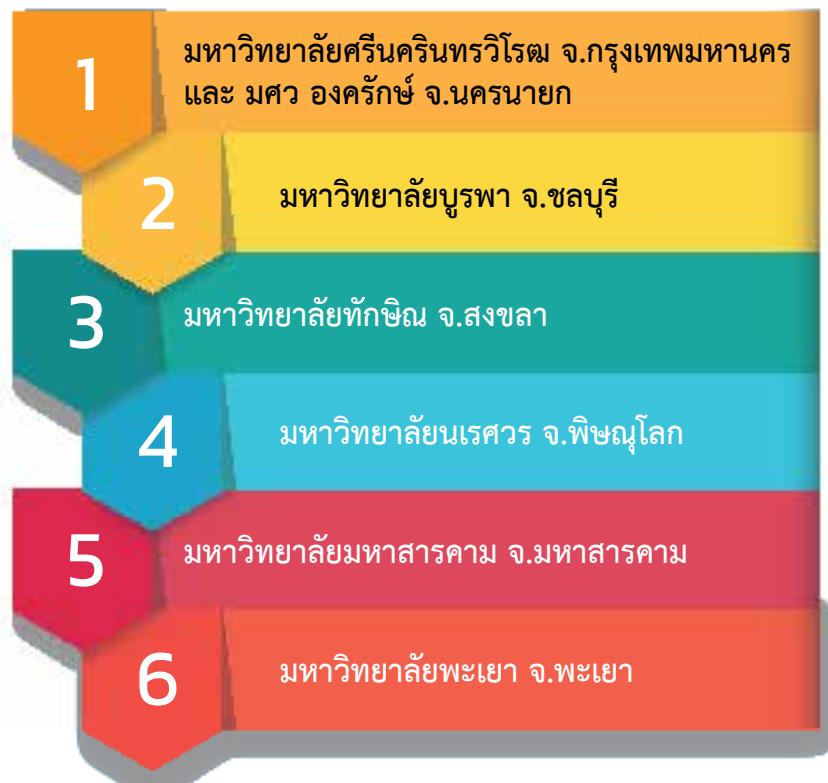 1
มหาวิทยาลัยศรีนครินทรวิโรฒ จ.กรุงเทพมหานคร
และ มศว องครักษ์ จ.นครนายก
2
มหาวิทยาลัยบูรพา จ.ชลบุรี
3
มหาวิทยาลัยทักษิณ จ.สงขลา
4
มหาวิทยาลัยนเรศวร จ.พิษณุโลก
5
มหาวิทยาลัยมหาสารคาม จ.มหาสารคาม
6
มหาวิทยาลัยพะเยา จ.พะเยา